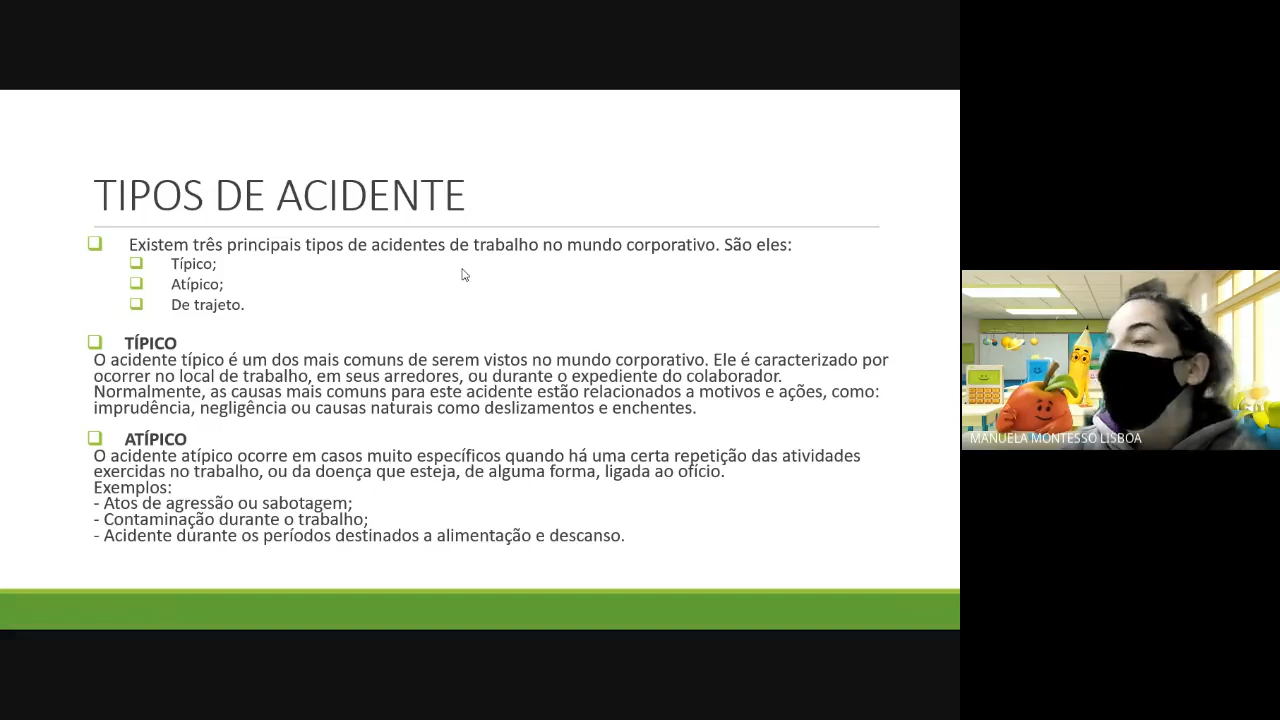 TIPOS DE ACIDENTE
Existem três principais tipos de acidentes de trabalho no mundo corporativo. São eles:
Típico;
Atípico;
De trajeto.
TÍPICO
O acidente típico é um dos mais comuns de serem vistos no mundo corporativo. Ele é caracterizado por
ocorrer no local de trabalho, em seus arredores, ou durante o expediente do colaborador.
Normalmente, as causas mais comuns para este acidente estão relacionados a motivos e ações, como:
imprudência, negligência ou causas naturais como deslizamentos e enchentes.
ATÍPICO
O acidente atípico ocorre em casos muito específicos quando há uma certa repetição das atividades
exercidas no trabalho, ou da doença que esteja, de alguma forma, ligada ao ofício.
Exemplos:
- Atos de agressão ou sabotagem;
- Contaminação durante o trabalho;
- Acidente durante os períodos destinados a alimentação e descanso.
MANUELA MONTESSO LISBOA